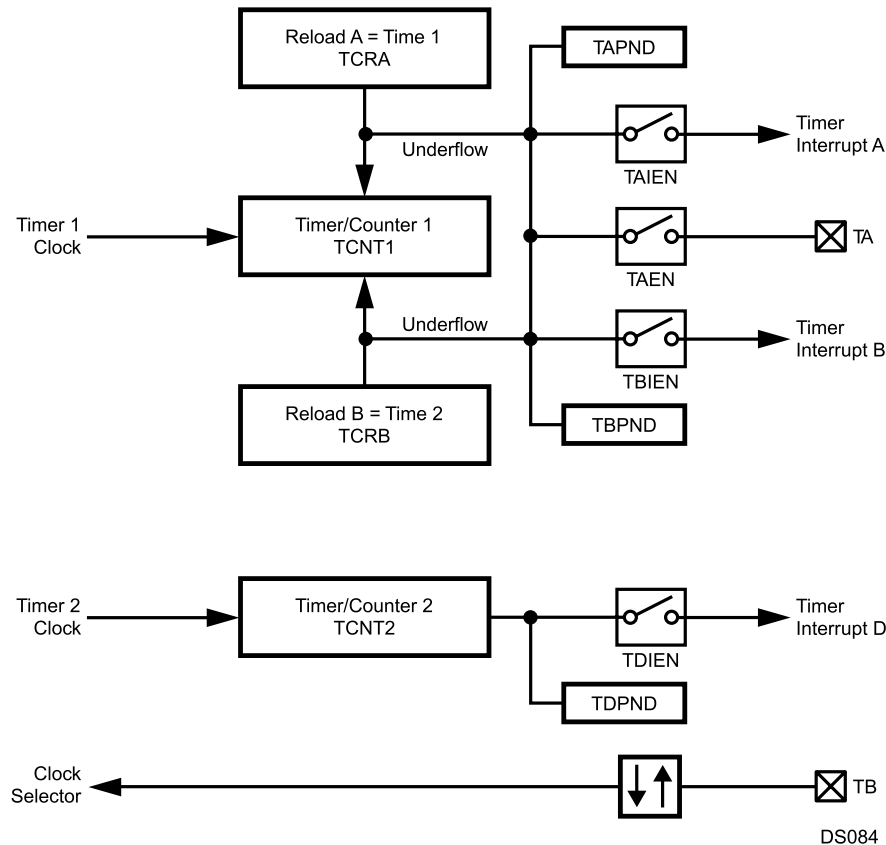 Reload A = Time 1
TCRA
TAPND
Underflow
TAIEN
Timer
Interrupt A
Timer 1
Clock
Timer/Counter 1
TCNT1
TAEN
TA
Underflow
TBIEN
Timer
Interrupt B
Reload B = Time 2
TCRB
TBPND
Timer 2
Clock
Timer/Counter 2
TCNT2
TDIEN
Timer
Interrupt D
TDPND
Clock
Selector
TB
DS084